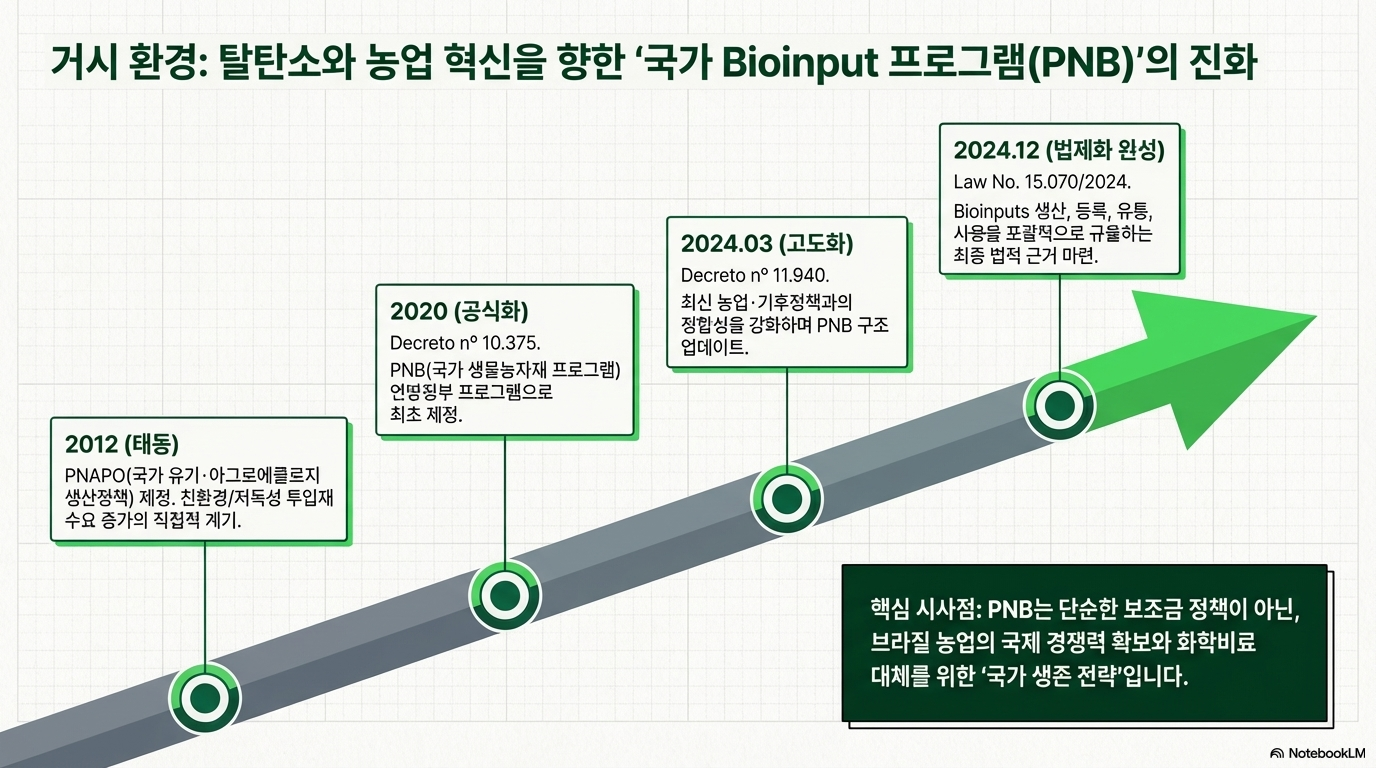 거시 환경: 탈탄소와 농업 혁신을 향한 ‘국가 Bioinput 프로그램(PNB)’의 진화
2012 (태동)
PNAPO(국가 유기·아그로에콜로지
생산정책) 제정. 친환경/저독성 투입재
수요 증가의 직접적 계기.
2020 (공식화)
Decreto nº 10.375.
PNB(국가 생물농자재 프로그램)
프로그램으로
최초 제정.
2024.03 (고도화)
Decreto nº 11.940.
최신 농업·기후정책과의
정합성을 강화하며 PNB 구조
업데이트.
2024.12 (법제화 완성)
Law No. 15.070/2024.
Bioinputs 생산, 등록, 유통,
사용을 포괄적으로 규율하는
최종 법적 근거 마련.
핵심 시사점: PNB는 단순한 보조금 정책이 아닌,
브라질 농업의 국제 경쟁력 확보와 화학비료
대체를 위한 ‘국가 생존 전략’입니다.
NotebookLM